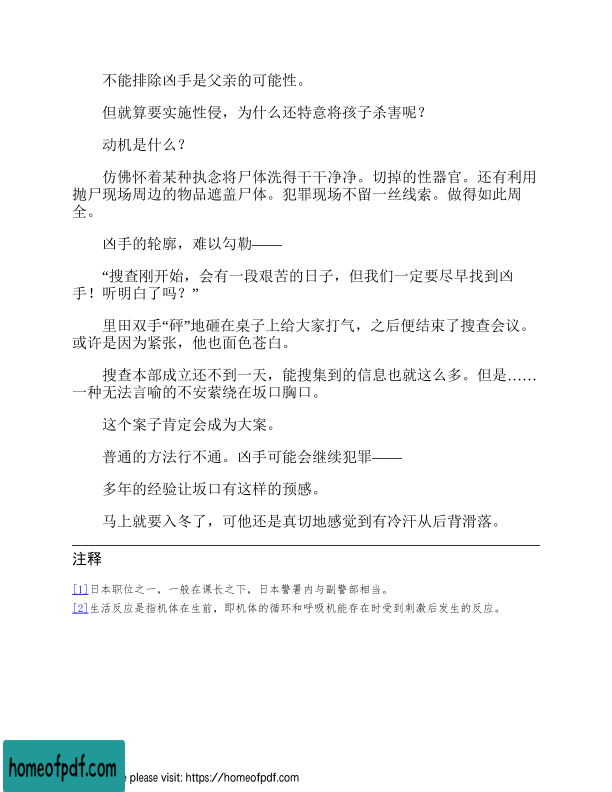 不能排除凶手是父亲的可能性。
但就算要实施性侵，为什么还特意将孩子杀害呢？
动机是什么？
仿佛怀着某种执念将尸体洗得干干净净。切掉的性器官。还有利用
抛尸现场周边的物品遮盖尸体。犯罪现场不留一丝线索。做得如此周
全。
凶手的轮廓，难以勾勒——
“搜查刚开始，会有一段艰苦的日子，但我们一定要尽早找到凶
手！听明白了吗？”
里田双手“砰”地砸在桌子上给大家打气，之后便结束了搜查会议。
或许是因为紧张，他也面色苍白。
搜查本部成立还不到一天，能搜集到的信息也就这么多。但是……
一种无法言喻的不安萦绕在坂口胸口。
这个案子肯定会成为大案。
普通的方法行不通。凶手可能会继续犯罪——
多年的经验让坂口有这样的预感。
马上就要入冬了，可他还是真切地感觉到有冷汗从后背滑落。
注释
[1]日本职位之一，一般在课长之下，日本警署内与副警部相当。
[2]生活反应是指机体在生前，即机体的循环和呼吸机能存在时受到刺激后发生的反应。
homeofpdf.com
e please visit: https://homeofpdf.com